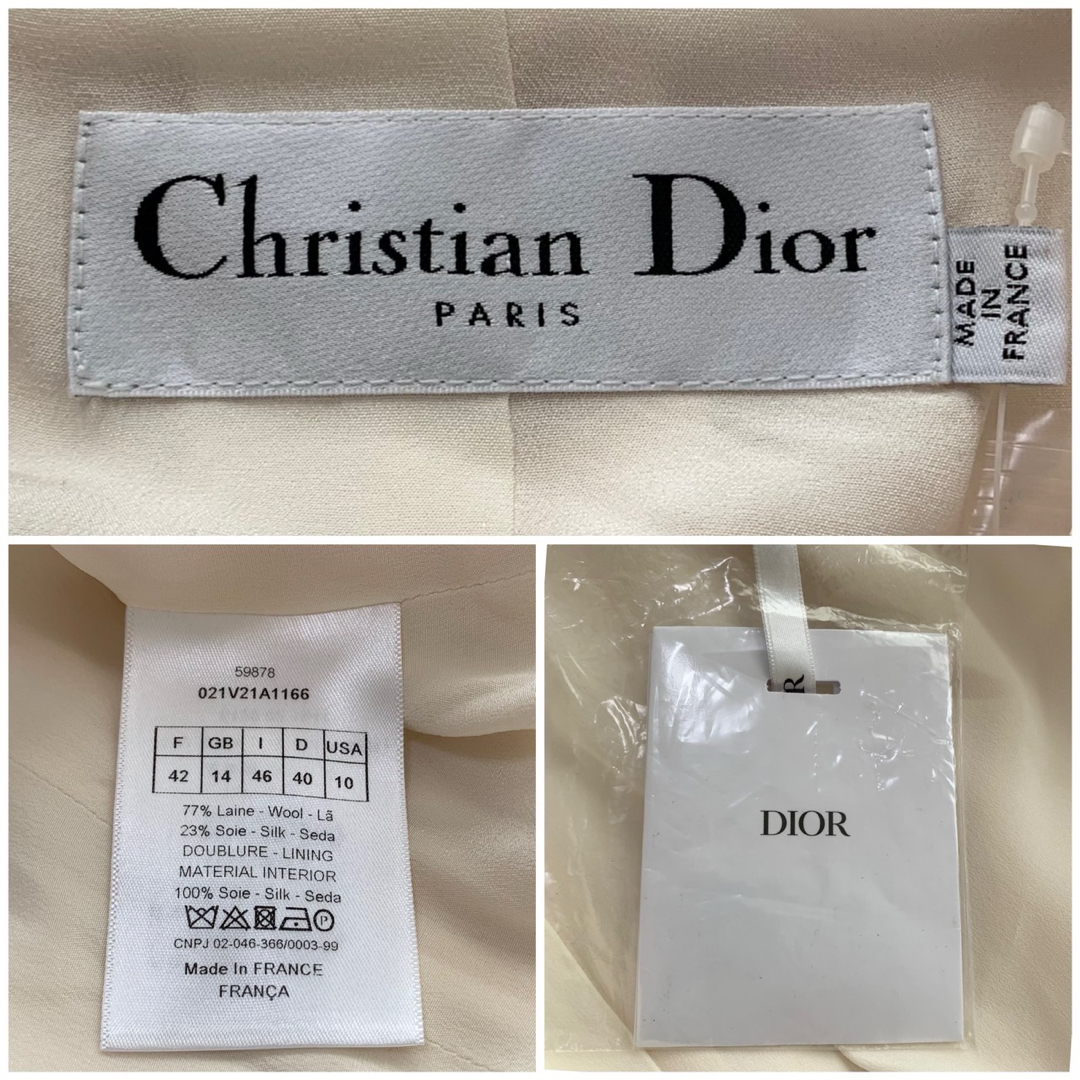 Christian Dior
PARIS
MADE
IN
FRANCE
59878
021V21A1166
F GB I D USA
42 14 46 40 10
77% Laine - Wool - Lã
23% Soie - Silk - Seda
DOUBLURE - LINING
MATERIAL INTERIOR
100% Soie - Silk - Seda
P
CNPJ 02-046-366/0003-99
Made In FRANCE
FRANÇA
R
DIOR